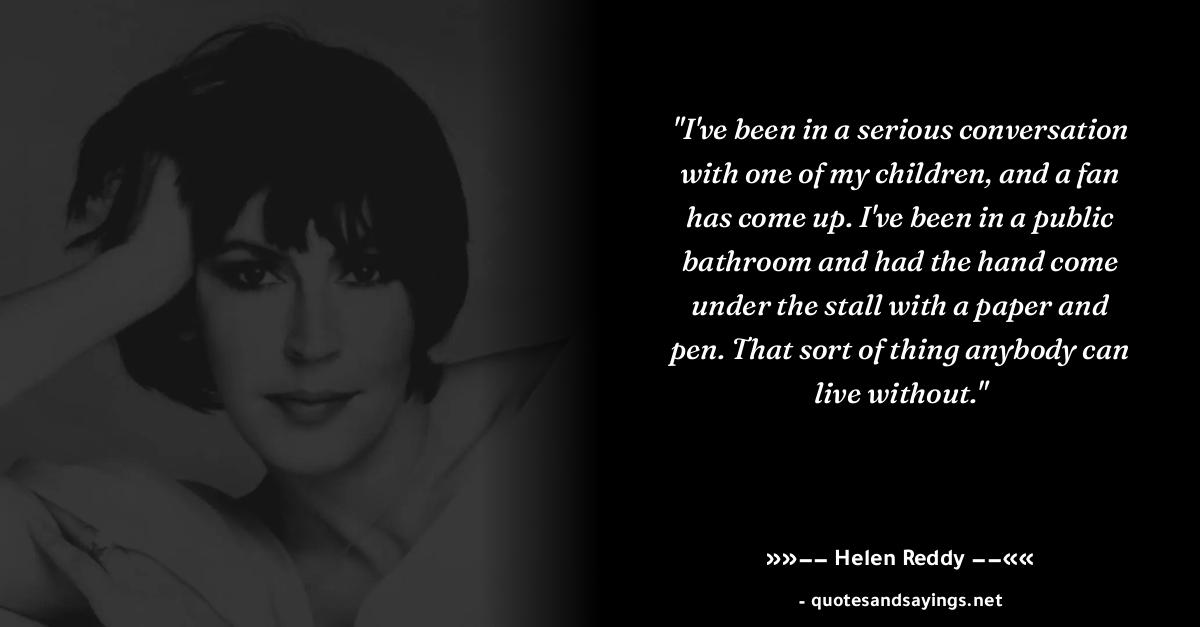 "I've been in a serious conversation
with one of my children, and a fan
has come up. I've been in a public
bathroom and had the hand come
under the stall with a paper and
pen. That sort of thing anybody can
live without."
»»−− Helen Reddy −−««
- quotesandsayings.net